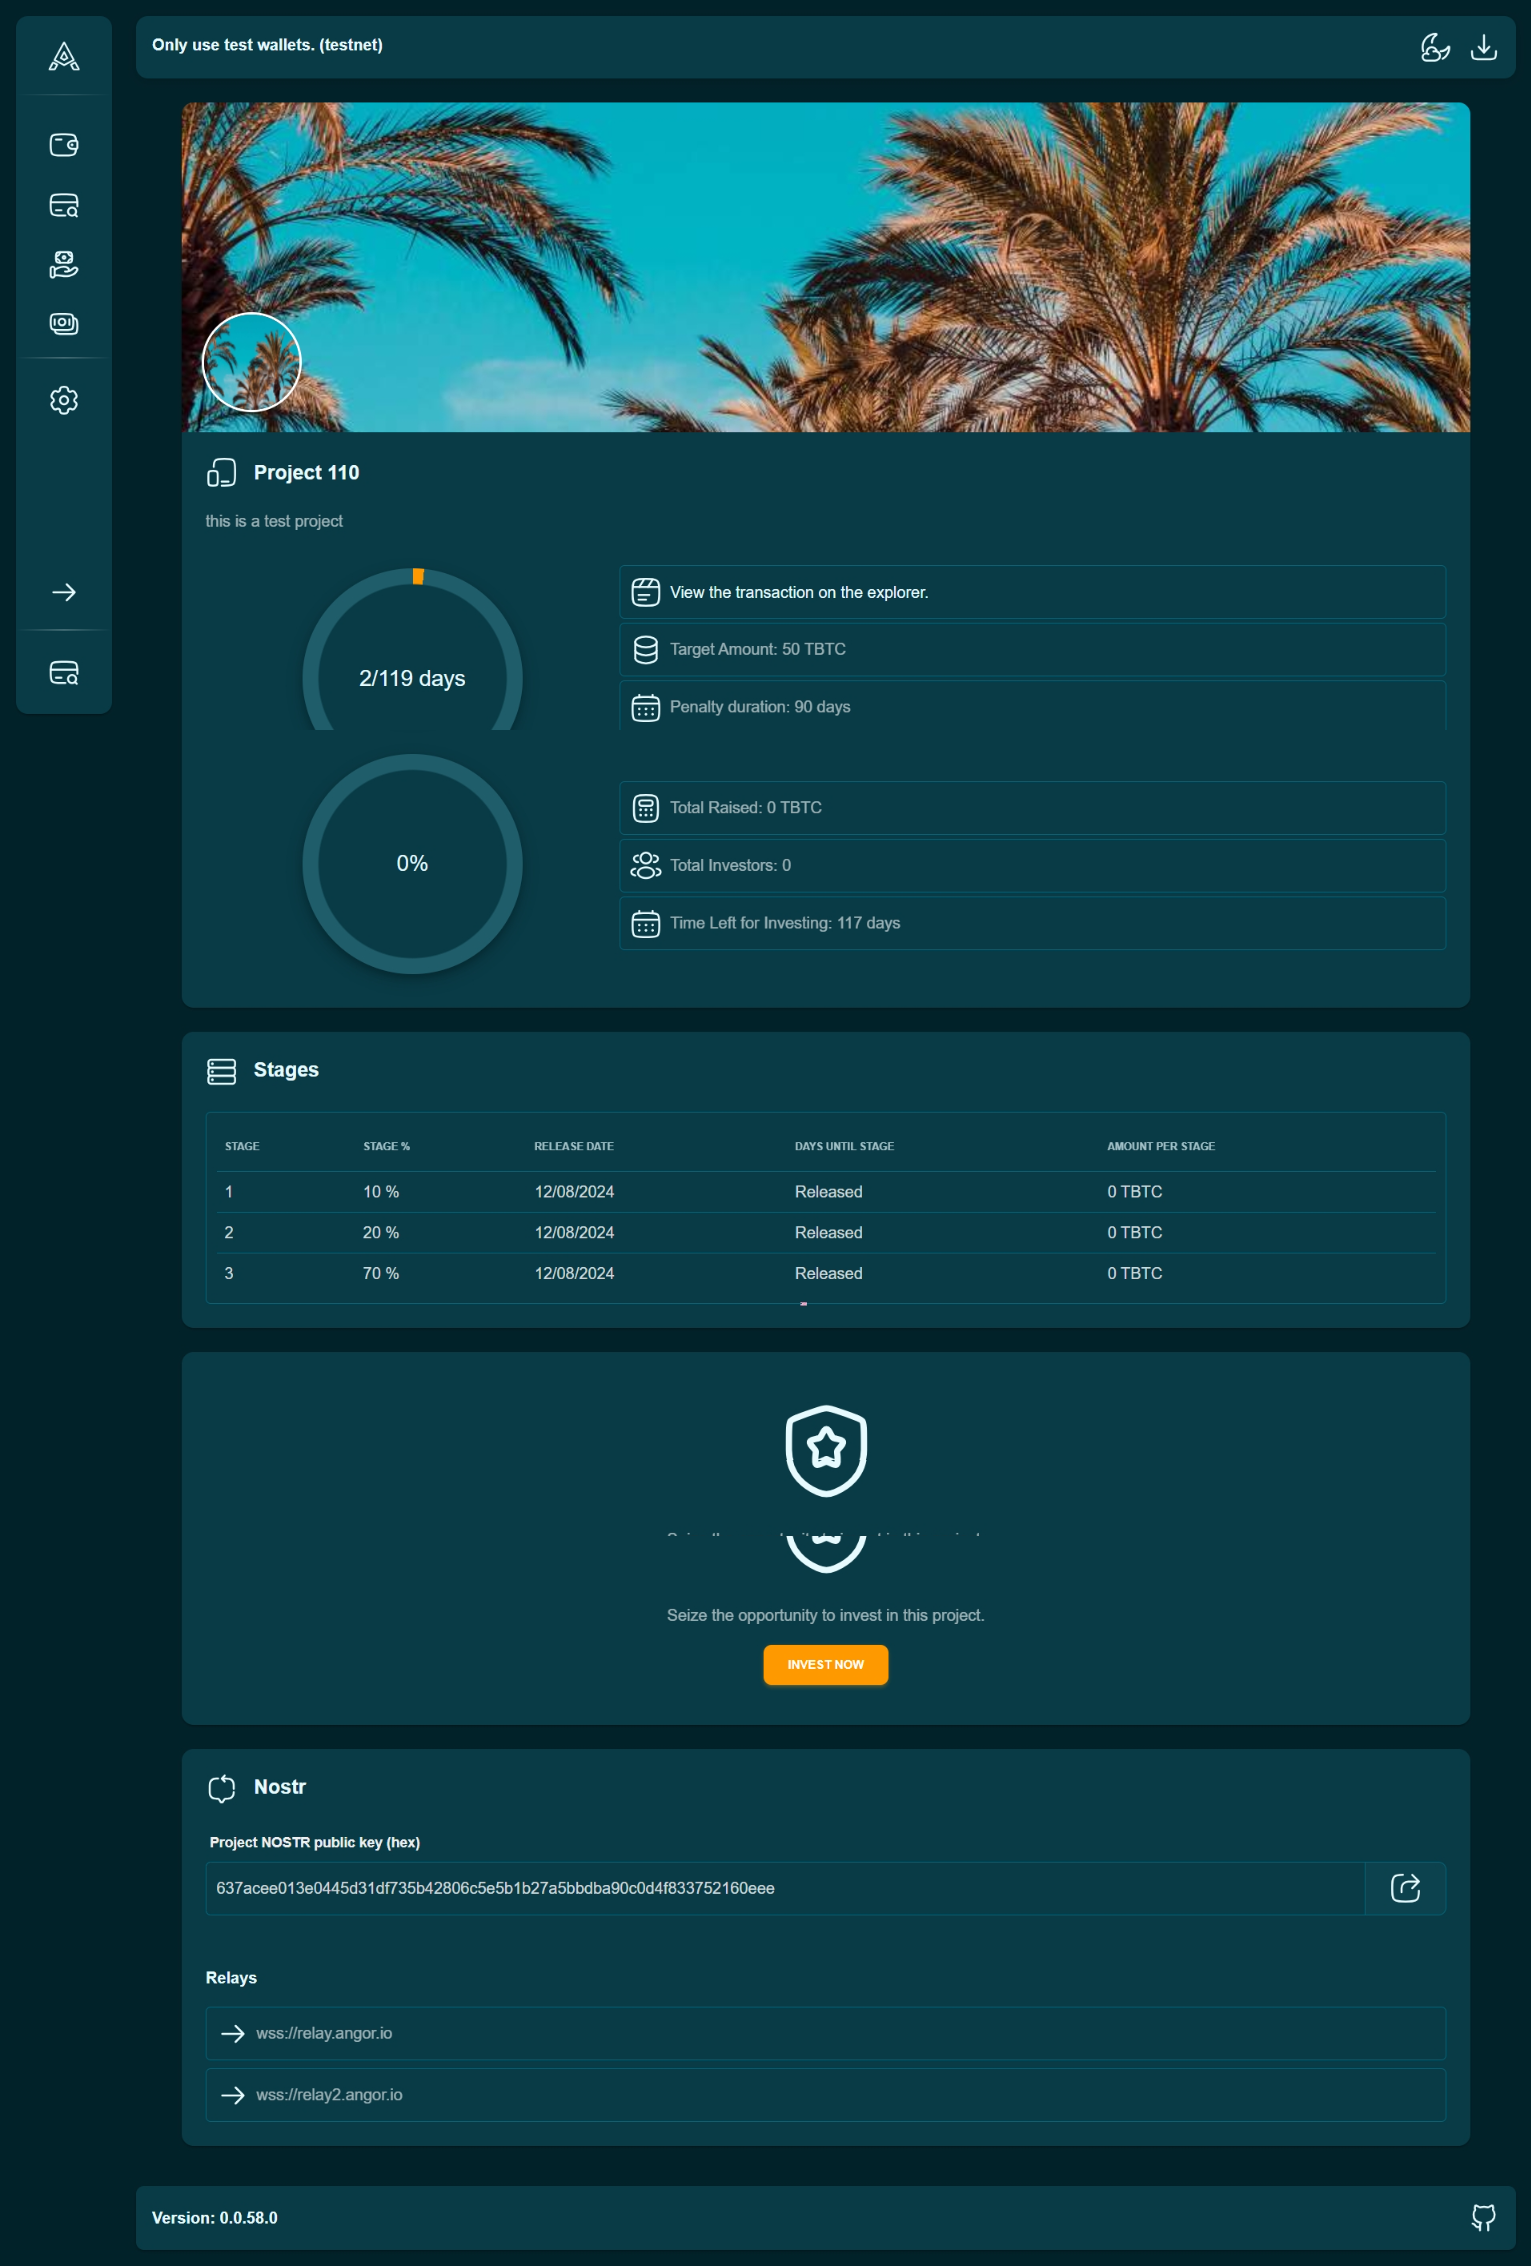 Only use test wallets. (testnet)
Project 110
this is a test project
2/119 days
View the transaction on the explorer.
Target Amount: 50 TBTC
Penalty duration: 90 days
0%
Total Raised: 0 TBTC
Total Investors: 0
Time Left for Investing: 117 days
Stages
STAGE STAGE % RELEASE DATE DAYS UNTIL STAGE AMOUNT PER STAGE
1 10 % 12/08/2024 Released 0 TBTC
2 20 % 12/08/2024 Released 0 TBTC
3 70 % 12/08/2024 Released 0 TBTC
Seize the opportunity to invest in this project.
INVEST NOW
Nostr
Project NOSTR public key (hex)
637acee013e0445d31df735b42806c5e5b1b27a5bbdba90c0d4f833752160eee
Relays
wss://relay.angor.io
wss://relay2.angor.io
Version: 0.0.58.0